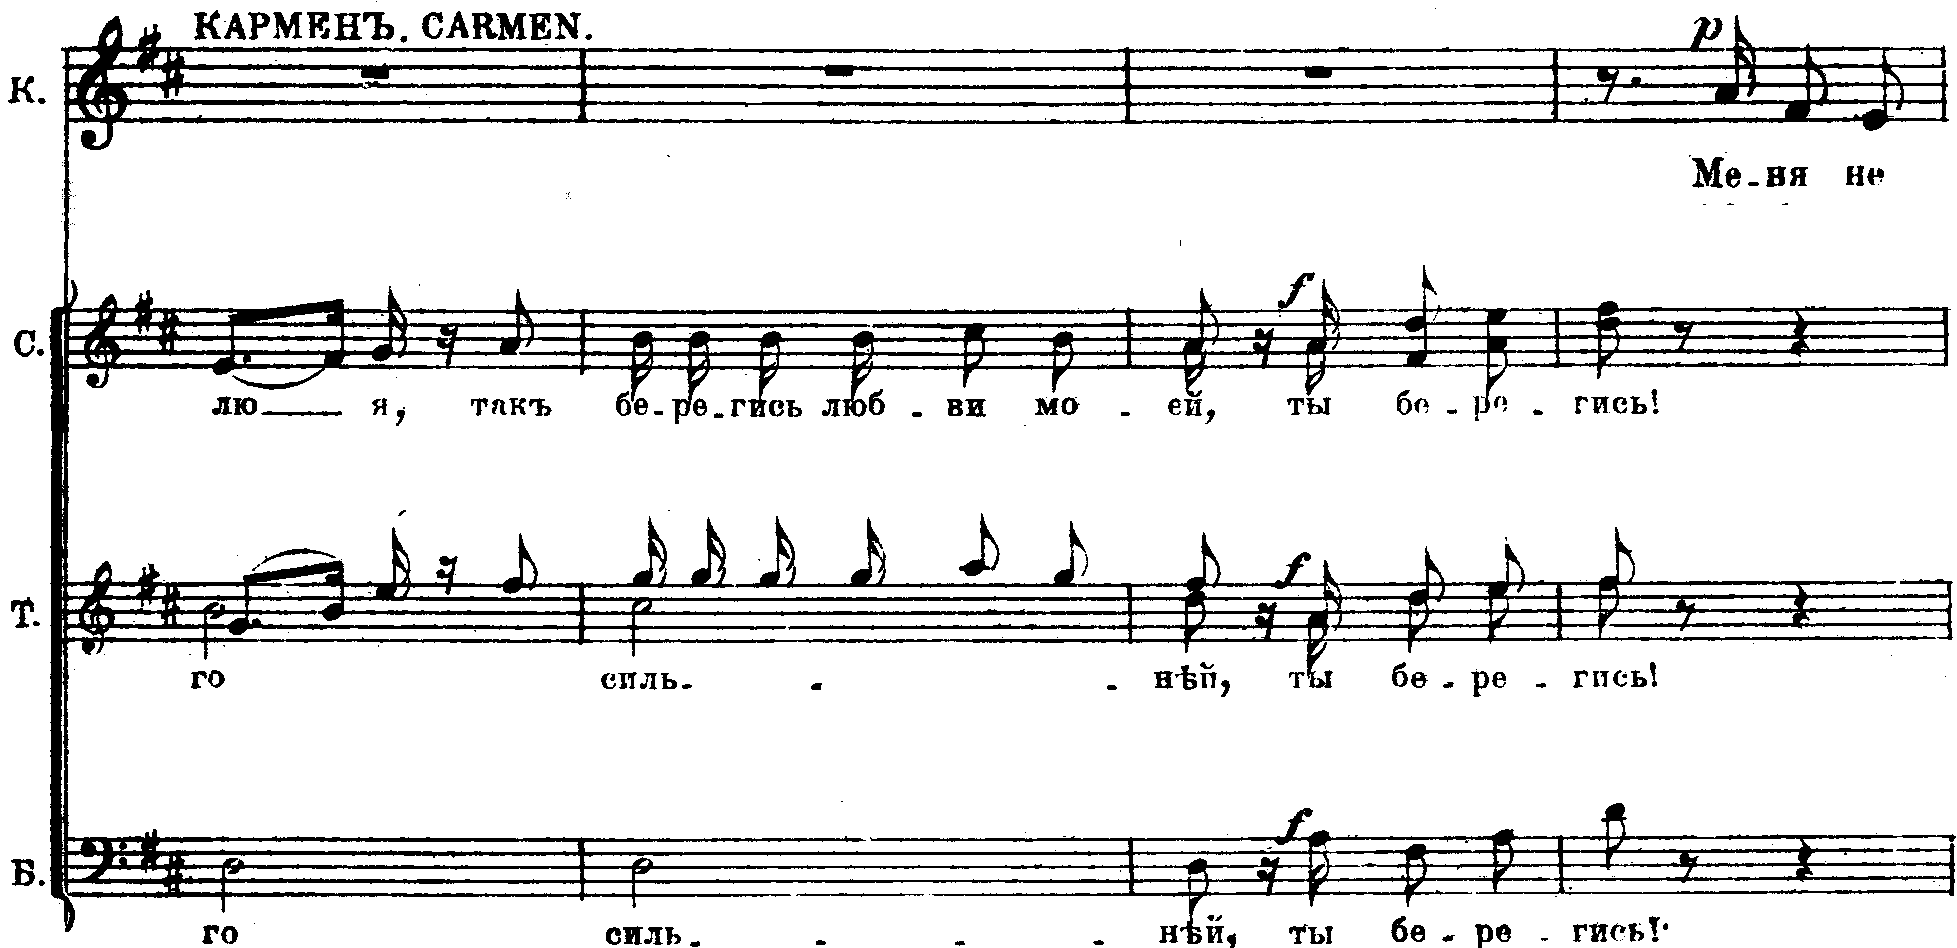 КАРМЕНЪ. CARMEN.
К.
p
Ме-ня не
С.
f
лю я, такъ бе-ре-гись люб-ви мо-ей, ты бе-ре-гись!
Т.
f
го силь- - - нѣй, ты бе-ре-гись!
Б.
f
го силь- - - - нѣй, ты бе-ре-гись!